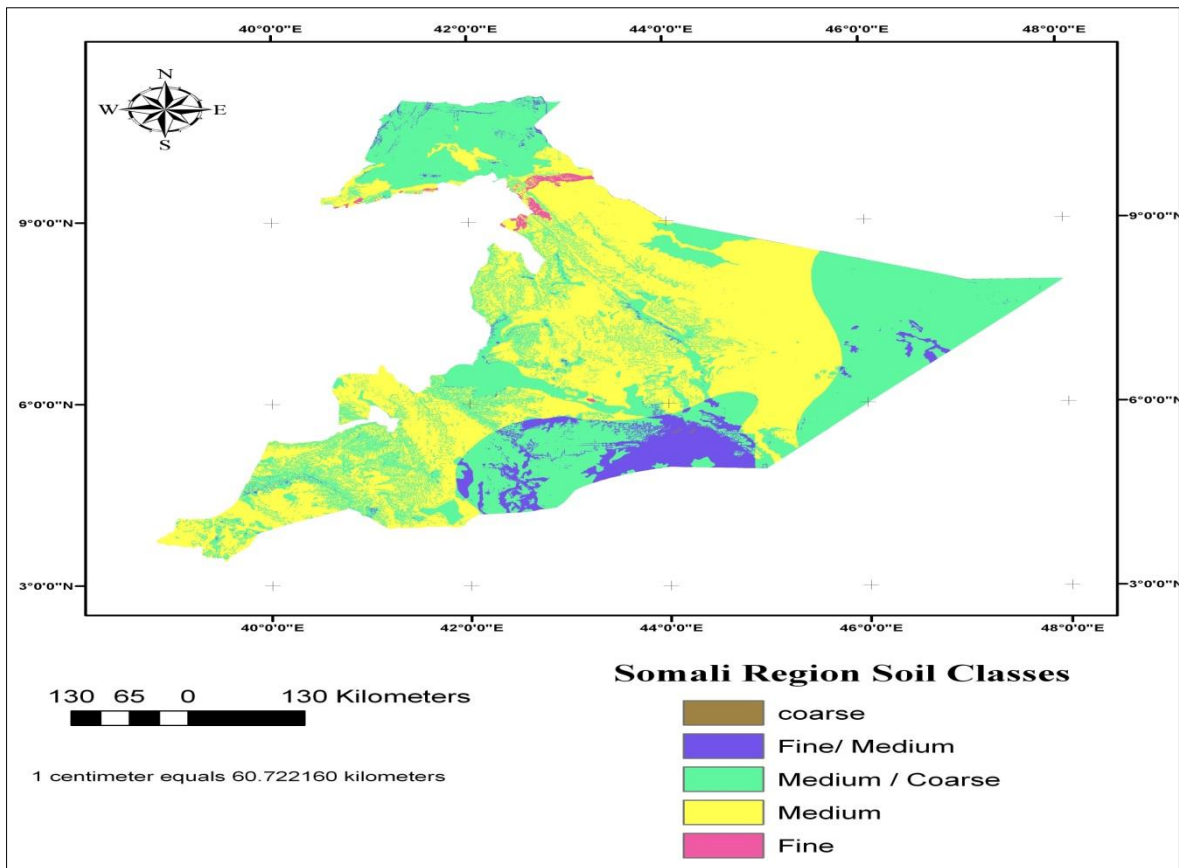 40°0'0"E 42°0'0"E 44°0'0"E 46°0'0"E 48°0'0"E
N
W E
S
9°0'0"N 9°0'0"N
6°0'0"N 6°0'0"N
3°0'0"N 3°0'0"N
40°0'0"E 42°0'0"E 44°0'0"E 46°0'0"E 48°0'0"E
Somali Region Soil Classes
130 65 0 130 Kilometers
1 centimeter equals 60.722160 kilometers
coarse
Fine/ Medium
Medium / Coarse
Medium
Fine